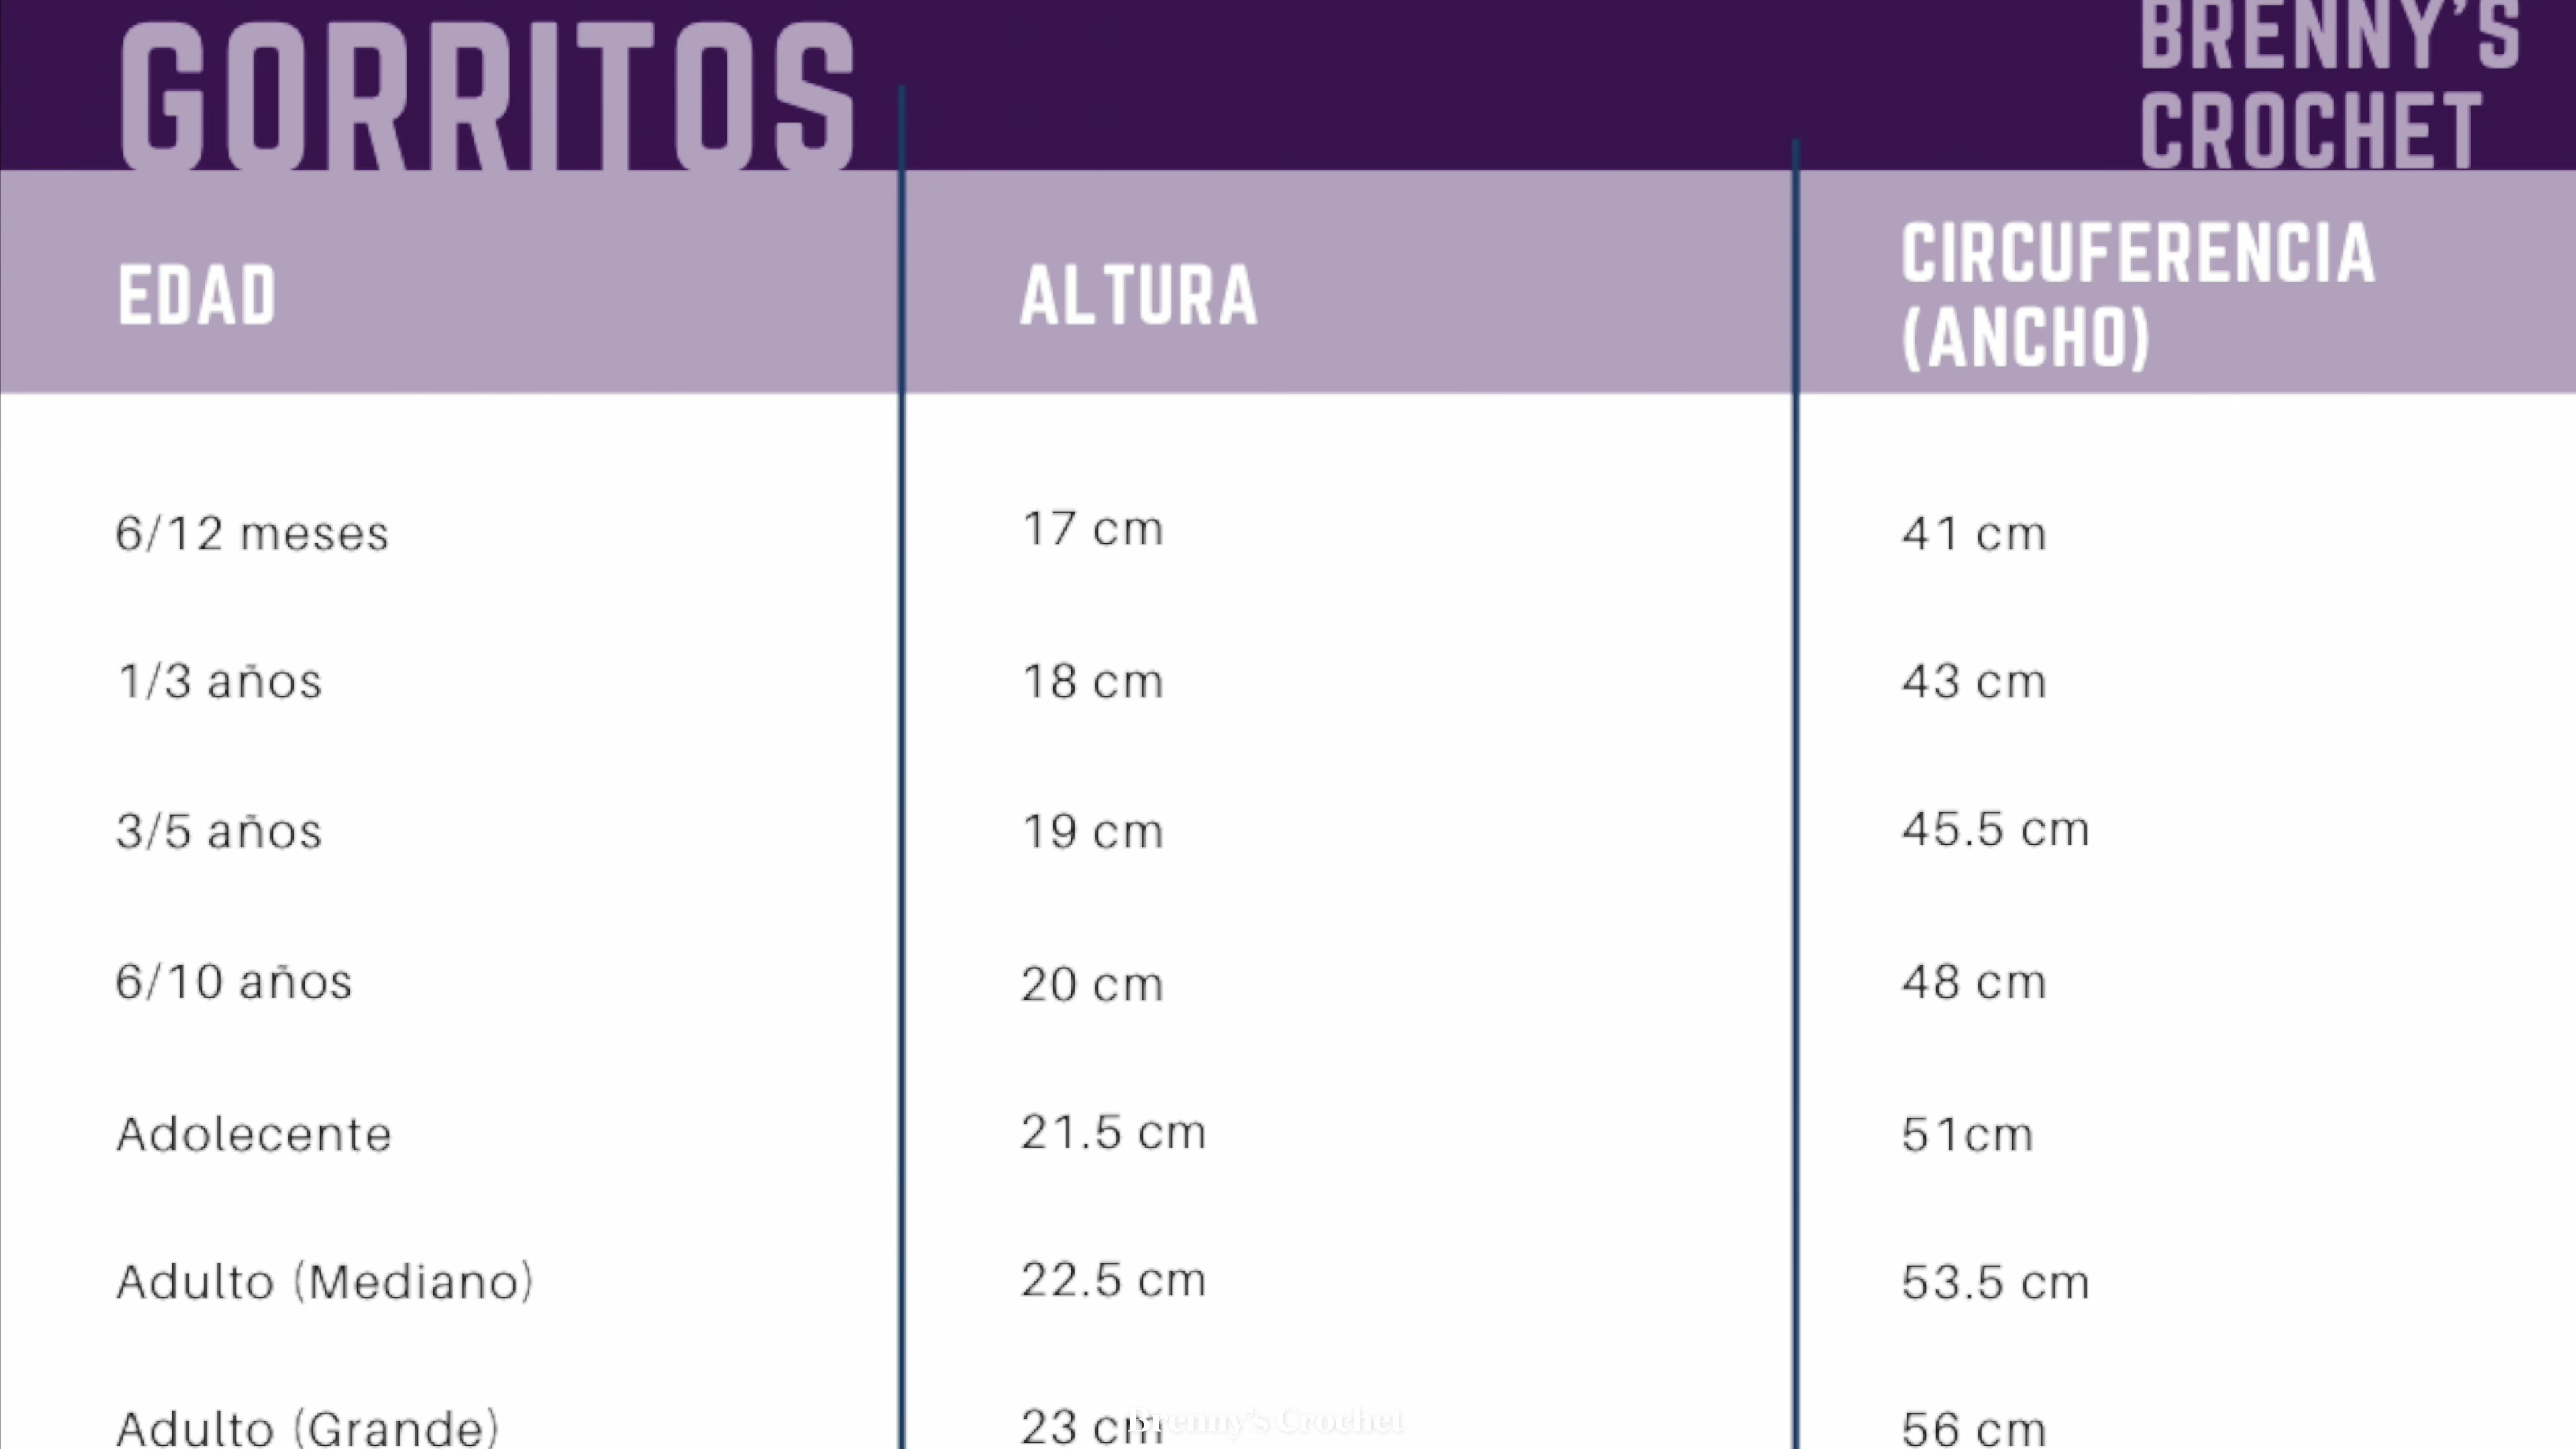 GORRITOS
BRENNY'S
CROCHET
EDAD
ALTURA
CIRCUFERENCIA
(ANCHO)
6/12 meses
17 cm
41 cm
1/3 años
18 cm
43 cm
3/5 años
19 cm
45.5 cm
6/10 años
20 cm
48 cm
Adolecente
21.5 cm
51cm
Adulto (Mediano)
22.5 cm
53.5 cm
Adulto (Grande)
23 cm
56 cm
Brenny's Crochet